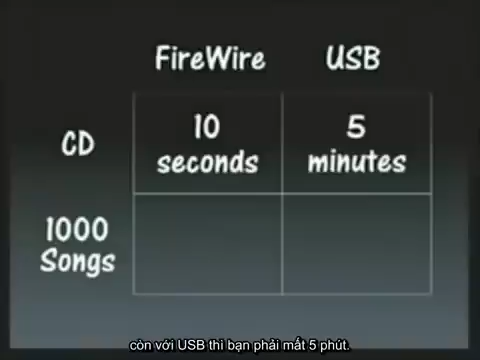 FireWire USB
CD 10 seconds 5 minutes
1000 Songs
còn với USB thì bạn phải mất 5 phút.